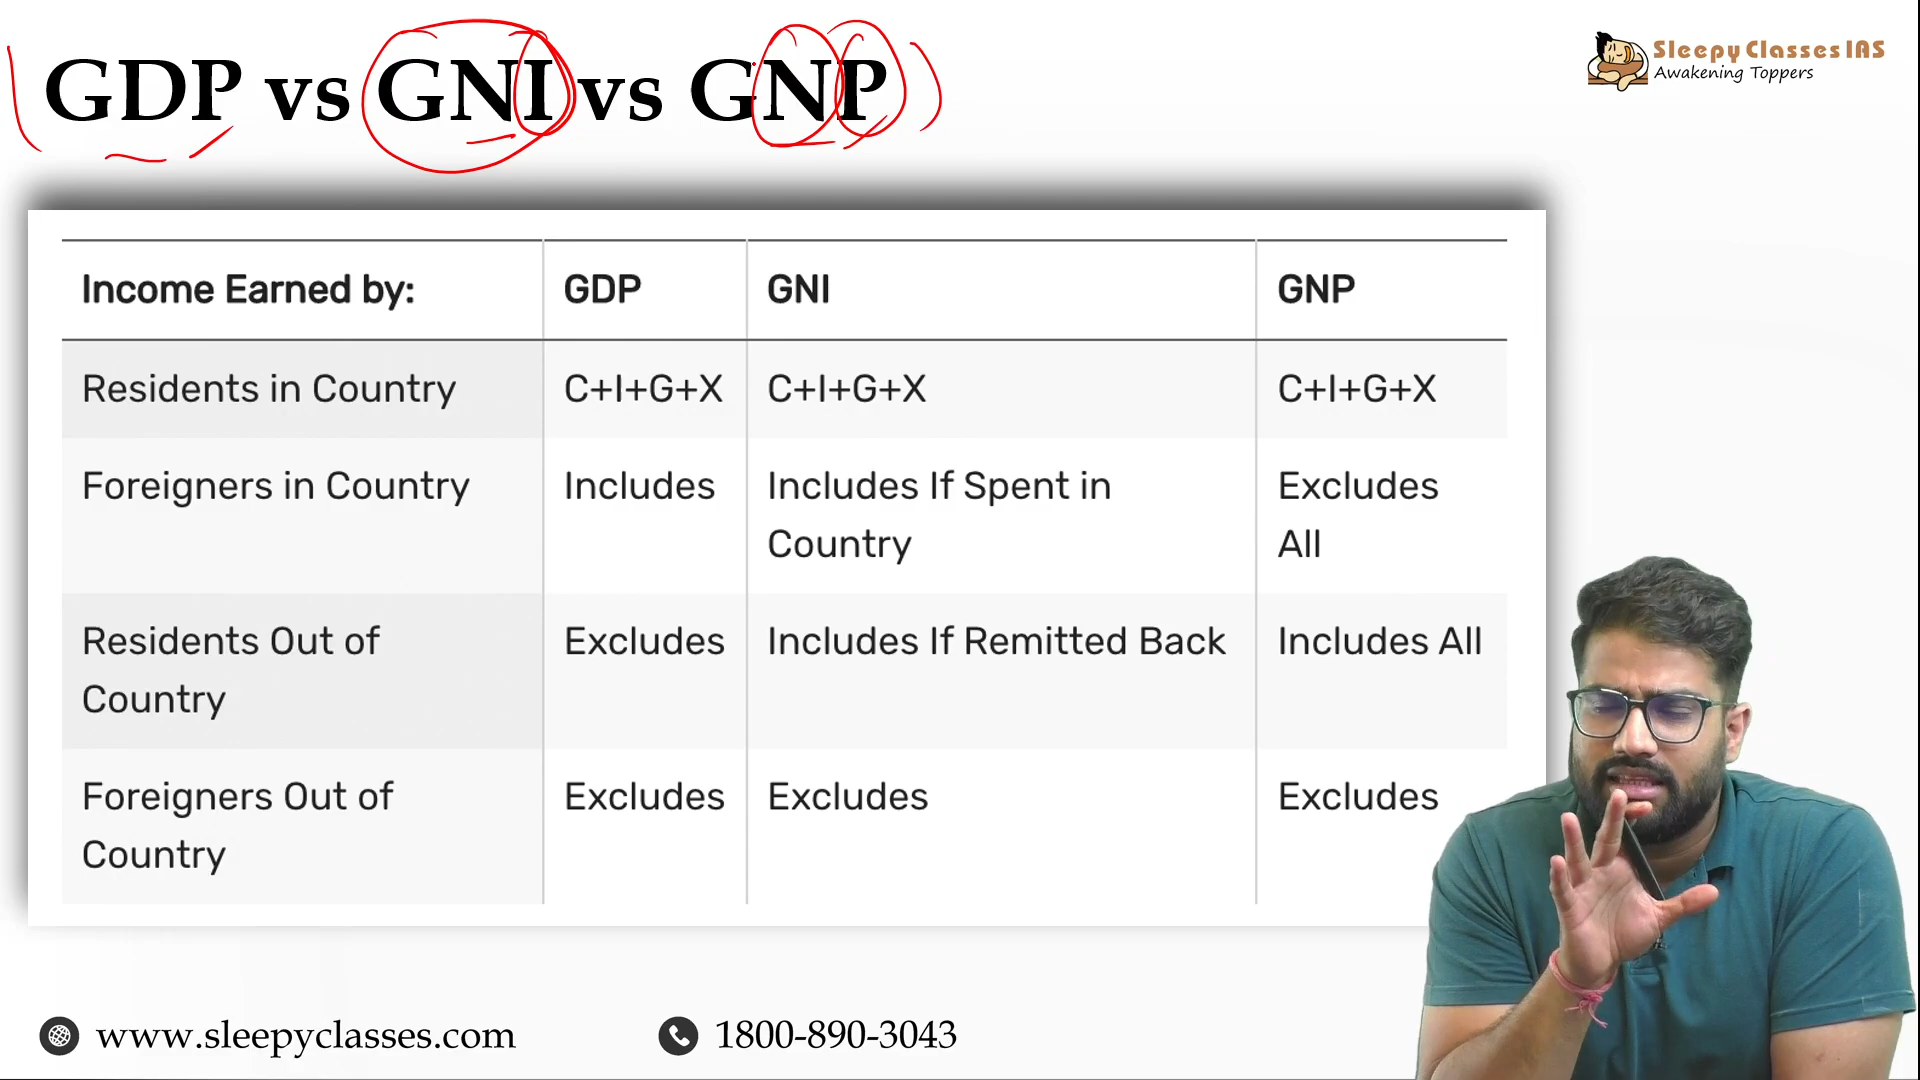 GDP vs GNI vs GNP
Sleepy Classes IAS
Awakening Toppers
Income Earned by: GDP GNI GNP
Residents in Country C+I+G+X C+I+G+X C+I+G+X
Foreigners in Country Includes Includes If Spent in Country Excludes All
Residents Out of Country Excludes Includes If Remitted Back Includes All
Foreigners Out of Country Excludes Excludes Excludes
www.sleepyclasses.com 1800-890-3043